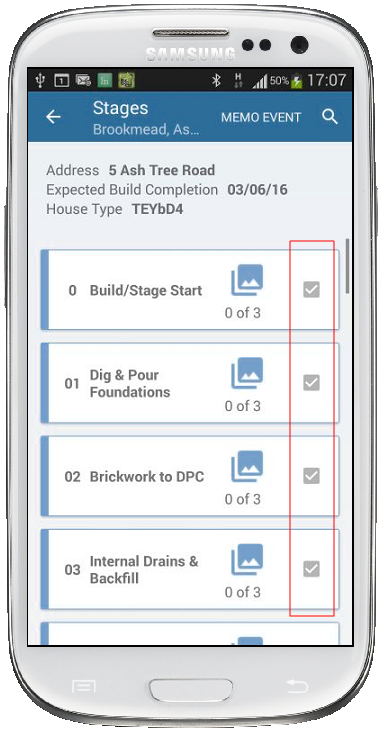 SAMSUNG
1 H 50% 17:07
Stages
Brookmead, As...
MEMO EVENT
Address 5 Ash Tree Road
Expected Build Completion 03/06/16
House Type TEYbD4
0 Build/Stage Start
0 of 3
01 Dig & Pour
Foundations
0 of 3
02 Brickwork to DPC
0 of 3
03 Internal Drains &
Backfill
0 of 3